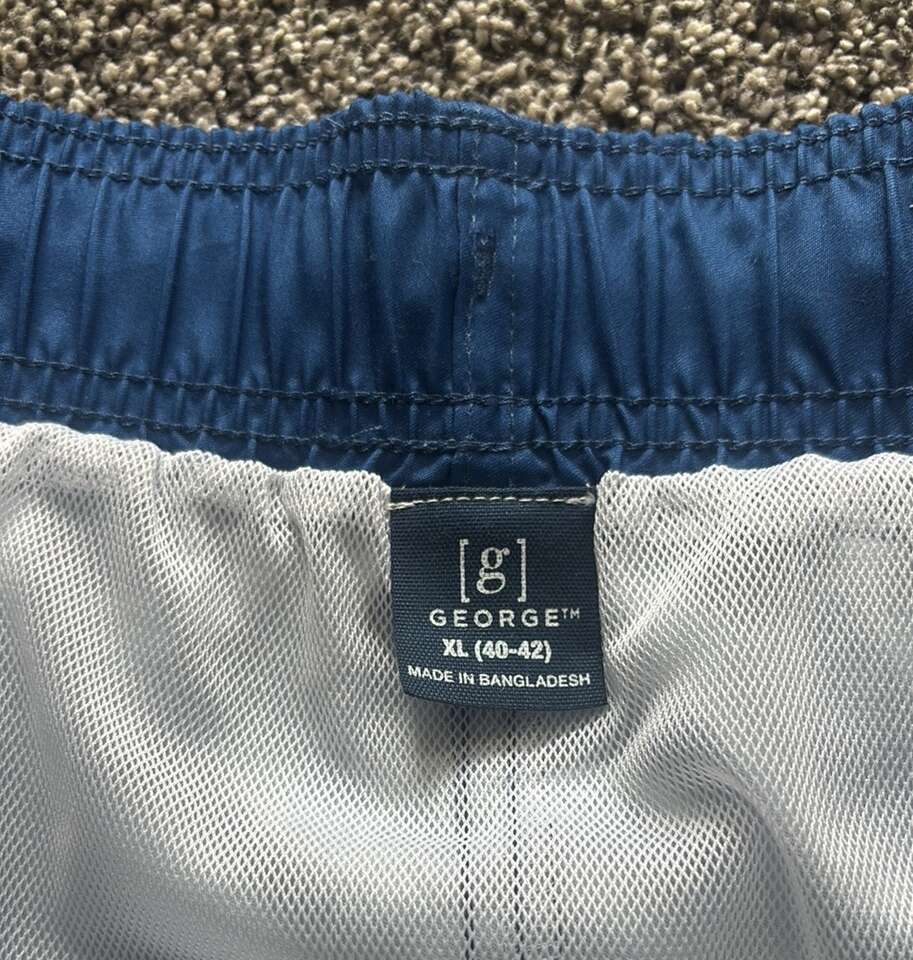 [g]
GEORGE™
XL (40-42)
MADE IN BANGLADESH